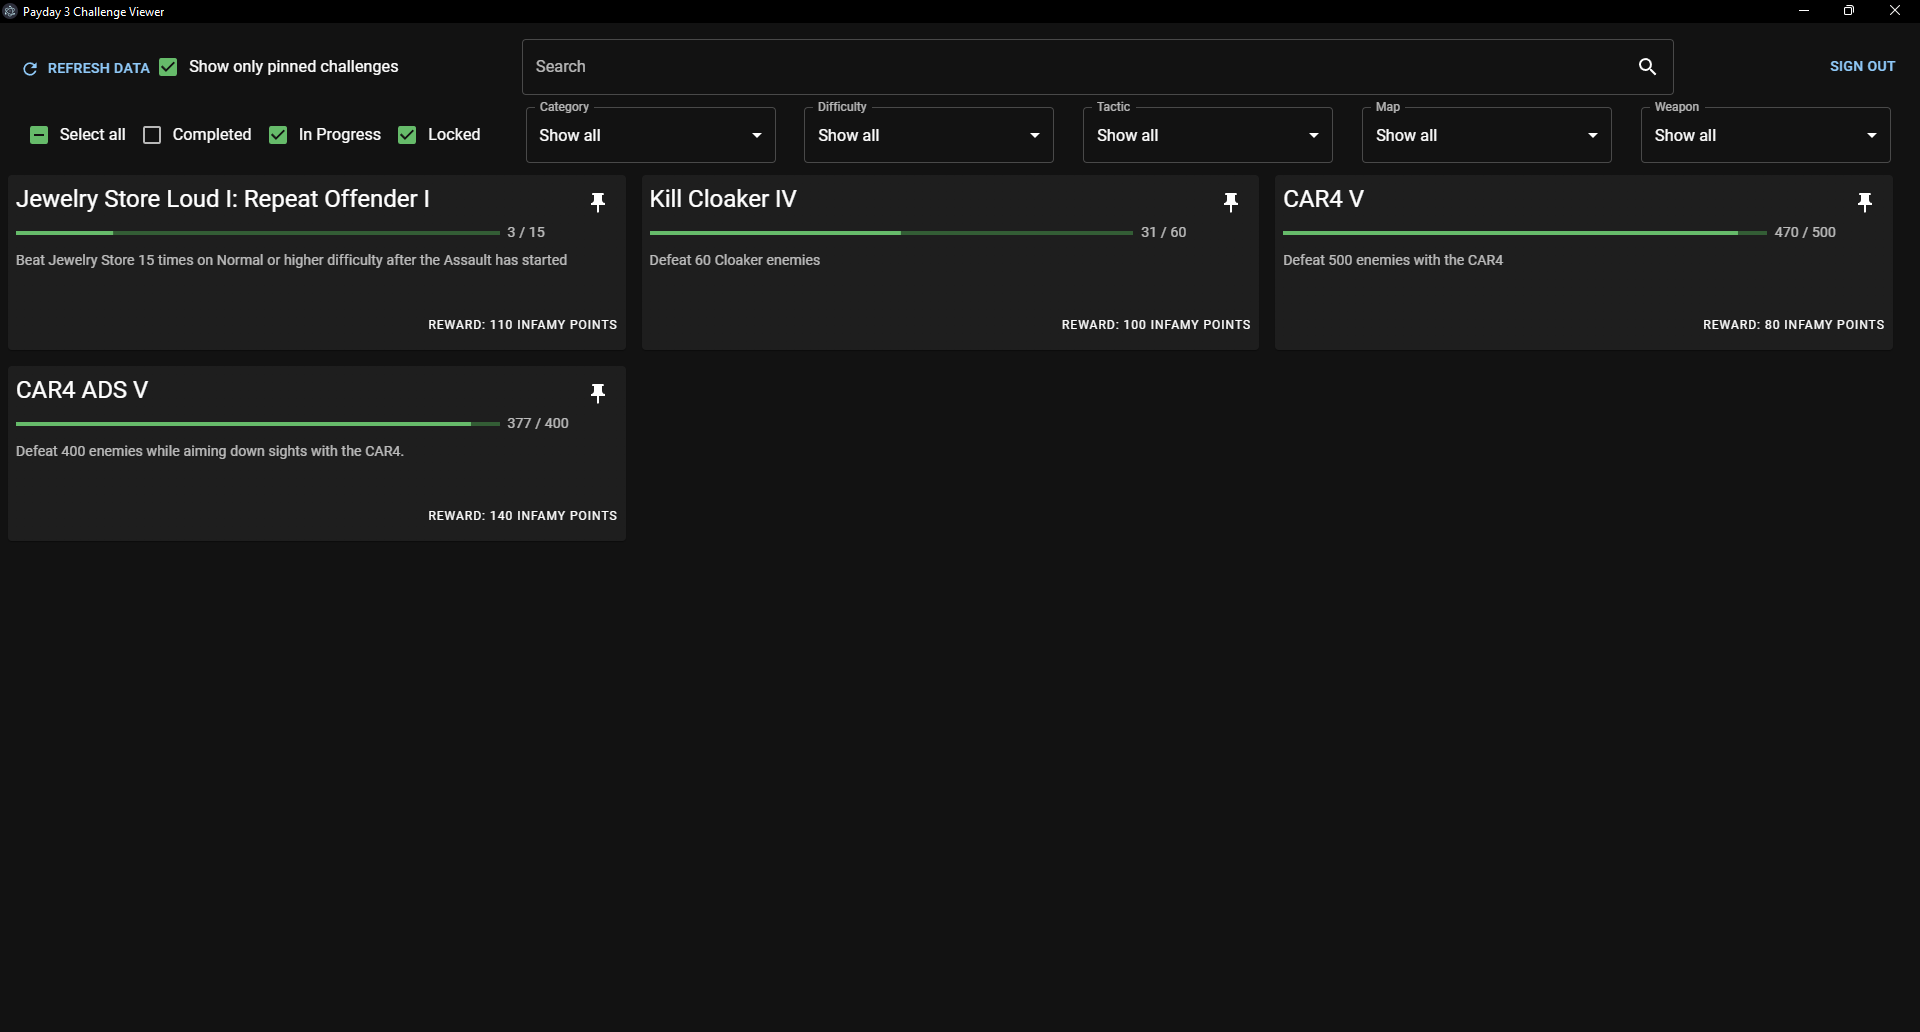 Payday 3 Challenge Viewer
REFRESH DATA
Show only pinned challenges
Search
SIGN OUT
Select all
Completed
In Progress
Locked
Category
Show all
Difficulty
Show all
Tactic
Show all
Map
Show all
Weapon
Show all
Jewelry Store Loud I: Repeat Offender I
3 / 15
Beat Jewelry Store 15 times on Normal or higher difficulty after the Assault has started
REWARD: 110 INFAMY POINTS
Kill Cloaker IV
31 / 60
Defeat 60 Cloaker enemies
REWARD: 100 INFAMY POINTS
CAR4 V
470 / 500
Defeat 500 enemies with the CAR4
REWARD: 80 INFAMY POINTS
CAR4 ADS V
377 / 400
Defeat 400 enemies while aiming down sights with the CAR4.
REWARD: 140 INFAMY POINTS